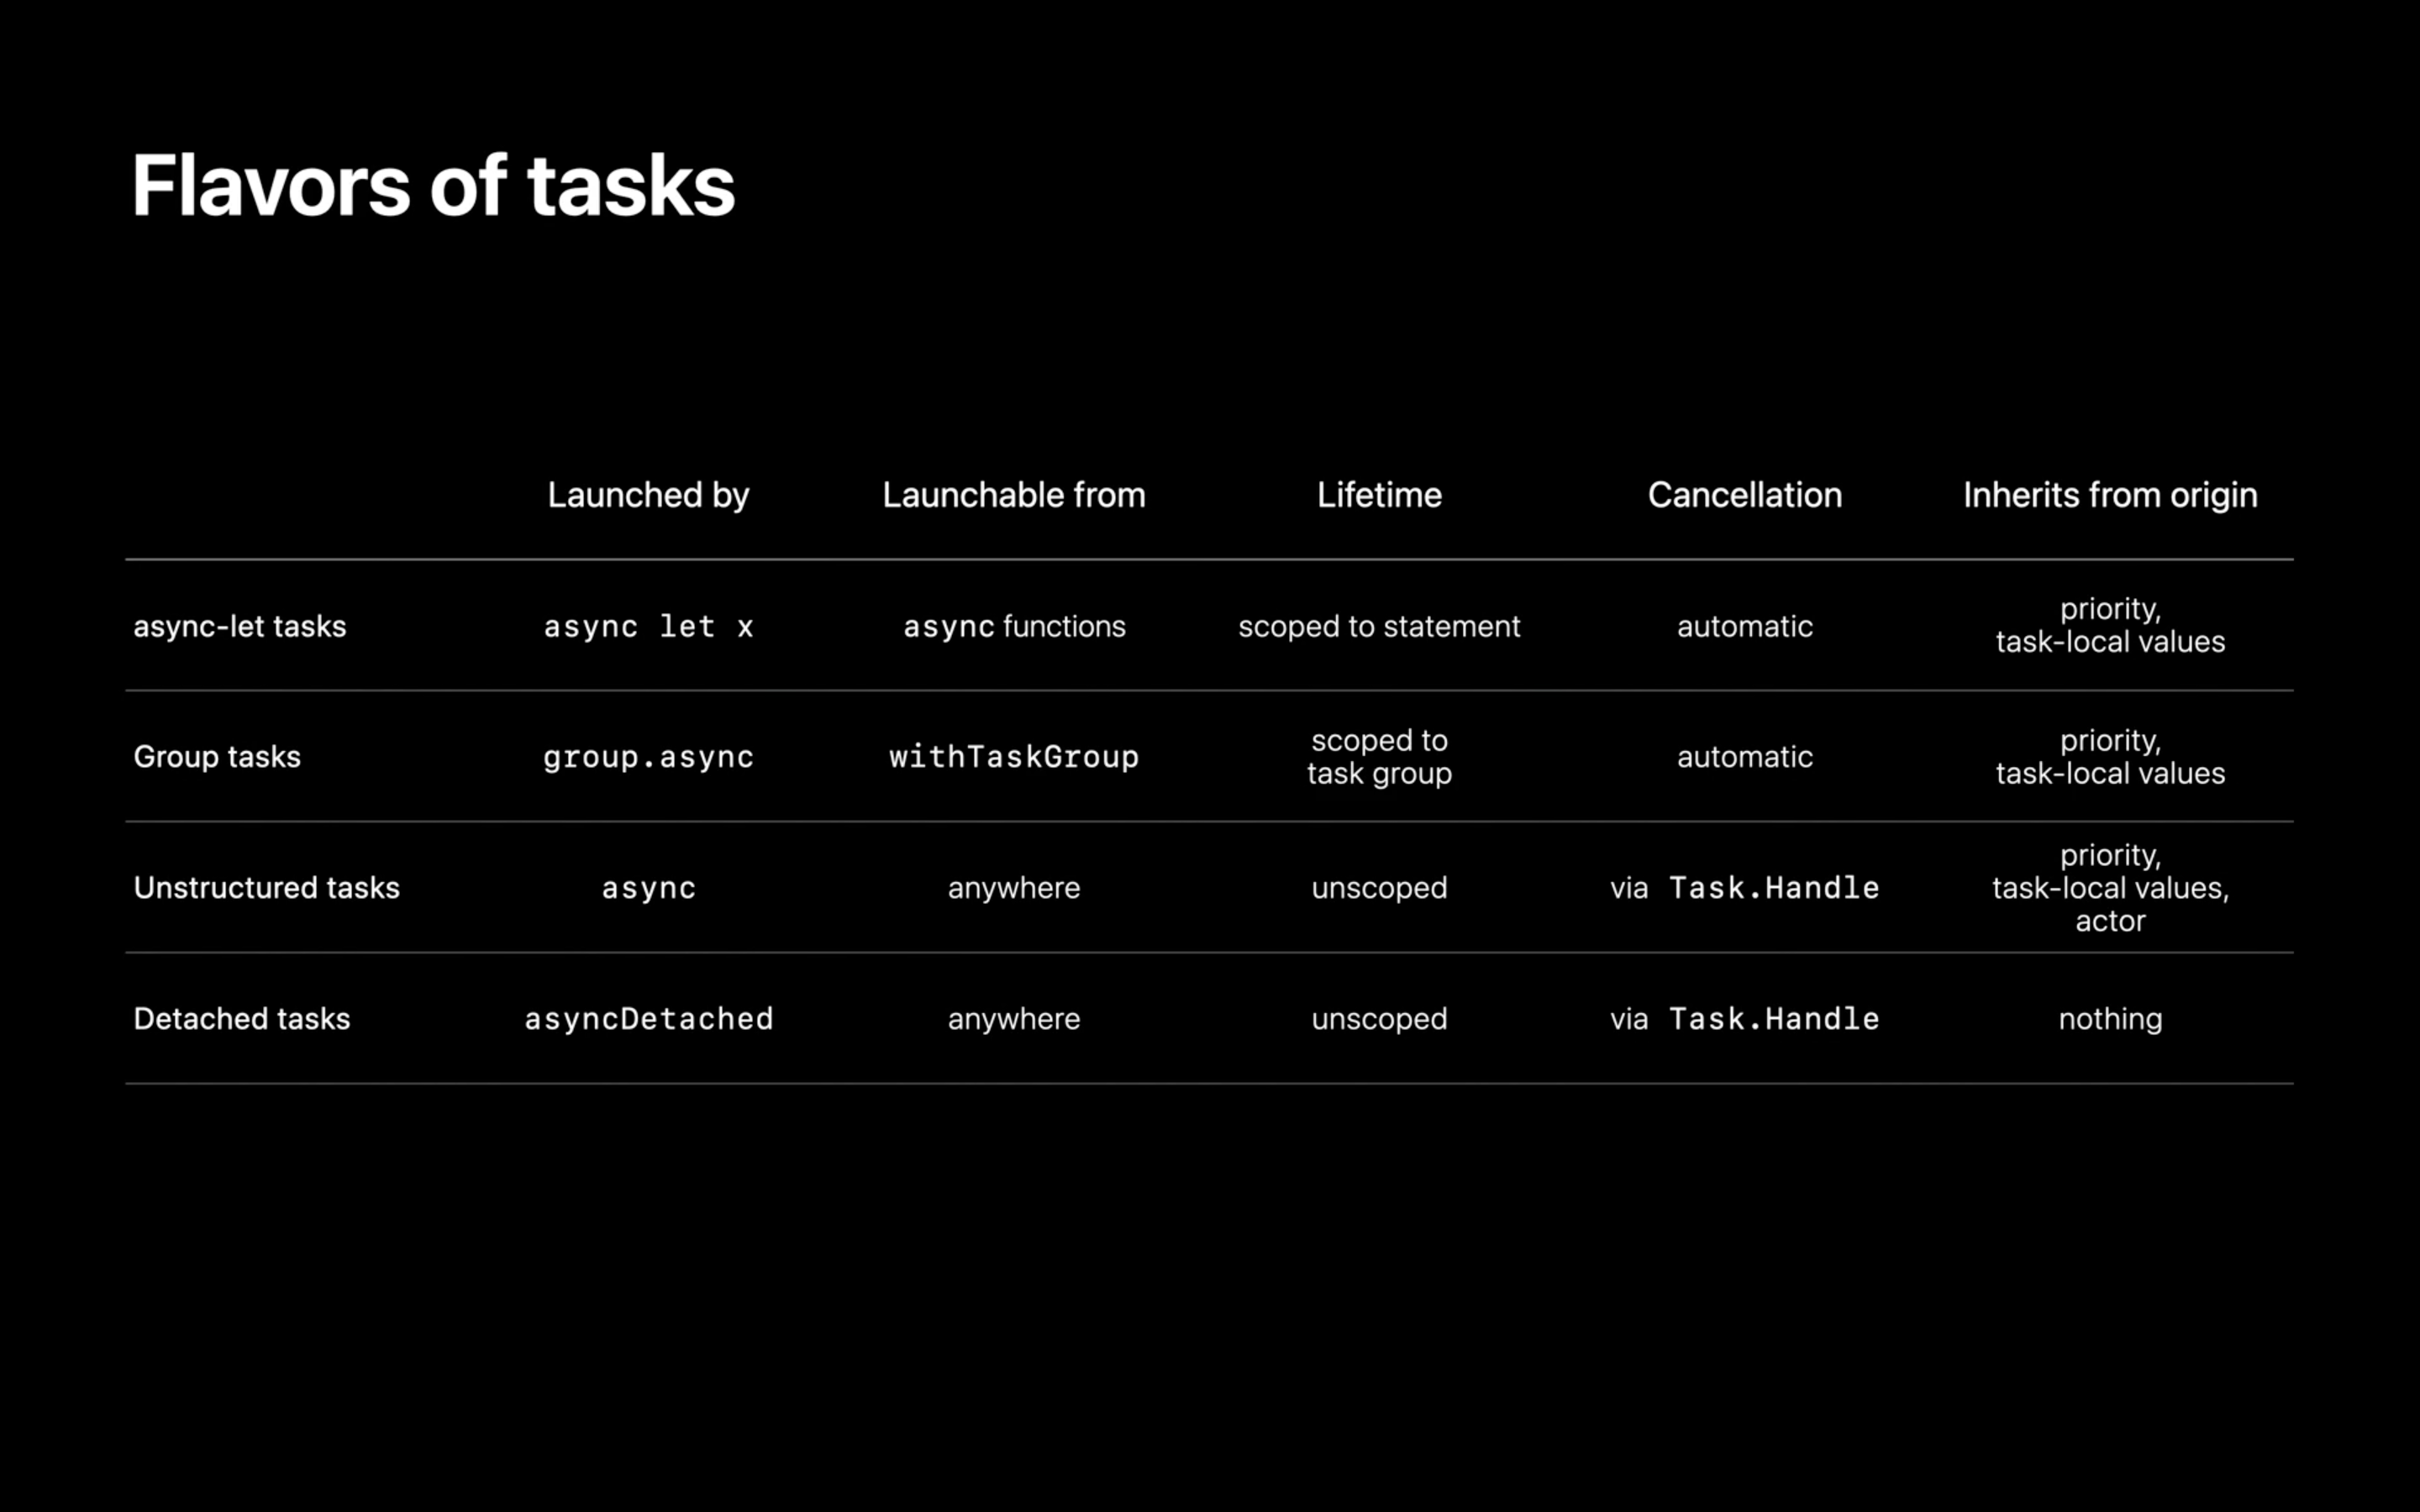 Flavors of tasks
Launched by Launchable from Lifetime Cancellation Inherits from origin
async-let tasks async let x async functions scoped to statement automatic priority,
task-local values
Group tasks group.async withTaskGroup scoped to
task group automatic priority,
task-local values
Unstructured tasks async anywhere unscoped via Task.Handle priority,
task-local values,
actor
Detached tasks asyncDetached anywhere unscoped via Task.Handle nothing